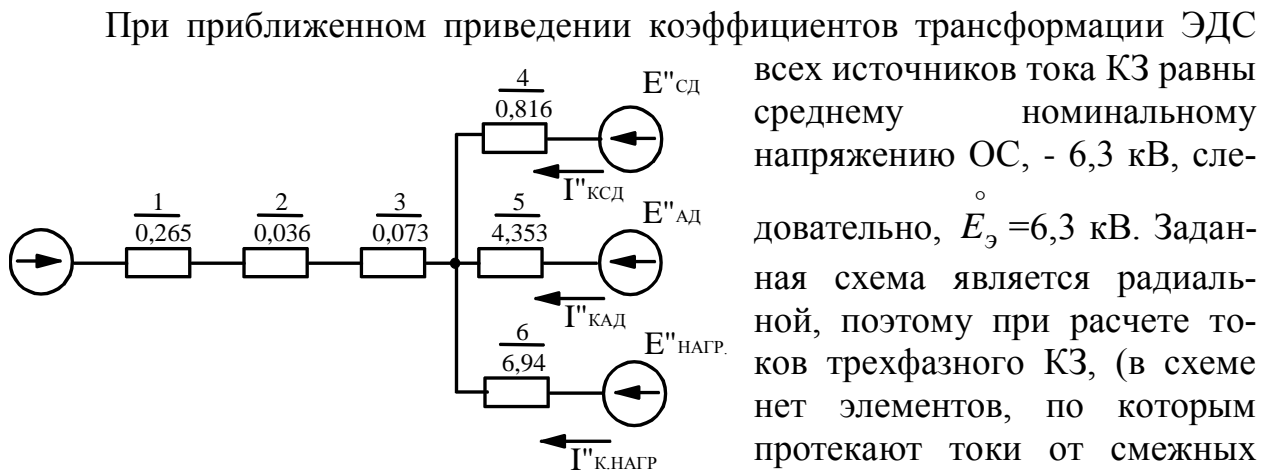 При приближенном приведении коэффициентов трансформации ЭДС
всех источников тока КЗ равны
среднему номинальному
напряжению ОС, - 6,3 кВ, сле-
довательно, E°э =6,3 кВ. Задан-
ная схема является радиаль-
ной, поэтому при расчете то-
ков трехфазного КЗ, (в схеме
нет элементов, по которым
протекают токи от смежных
4
0,816
E"СД
I"КСД
1
0,265
2
0,036
3
0,073
5
4,353
E"АД
I"КАД
6
6,94
E"НАГР.
I"К.НАГР